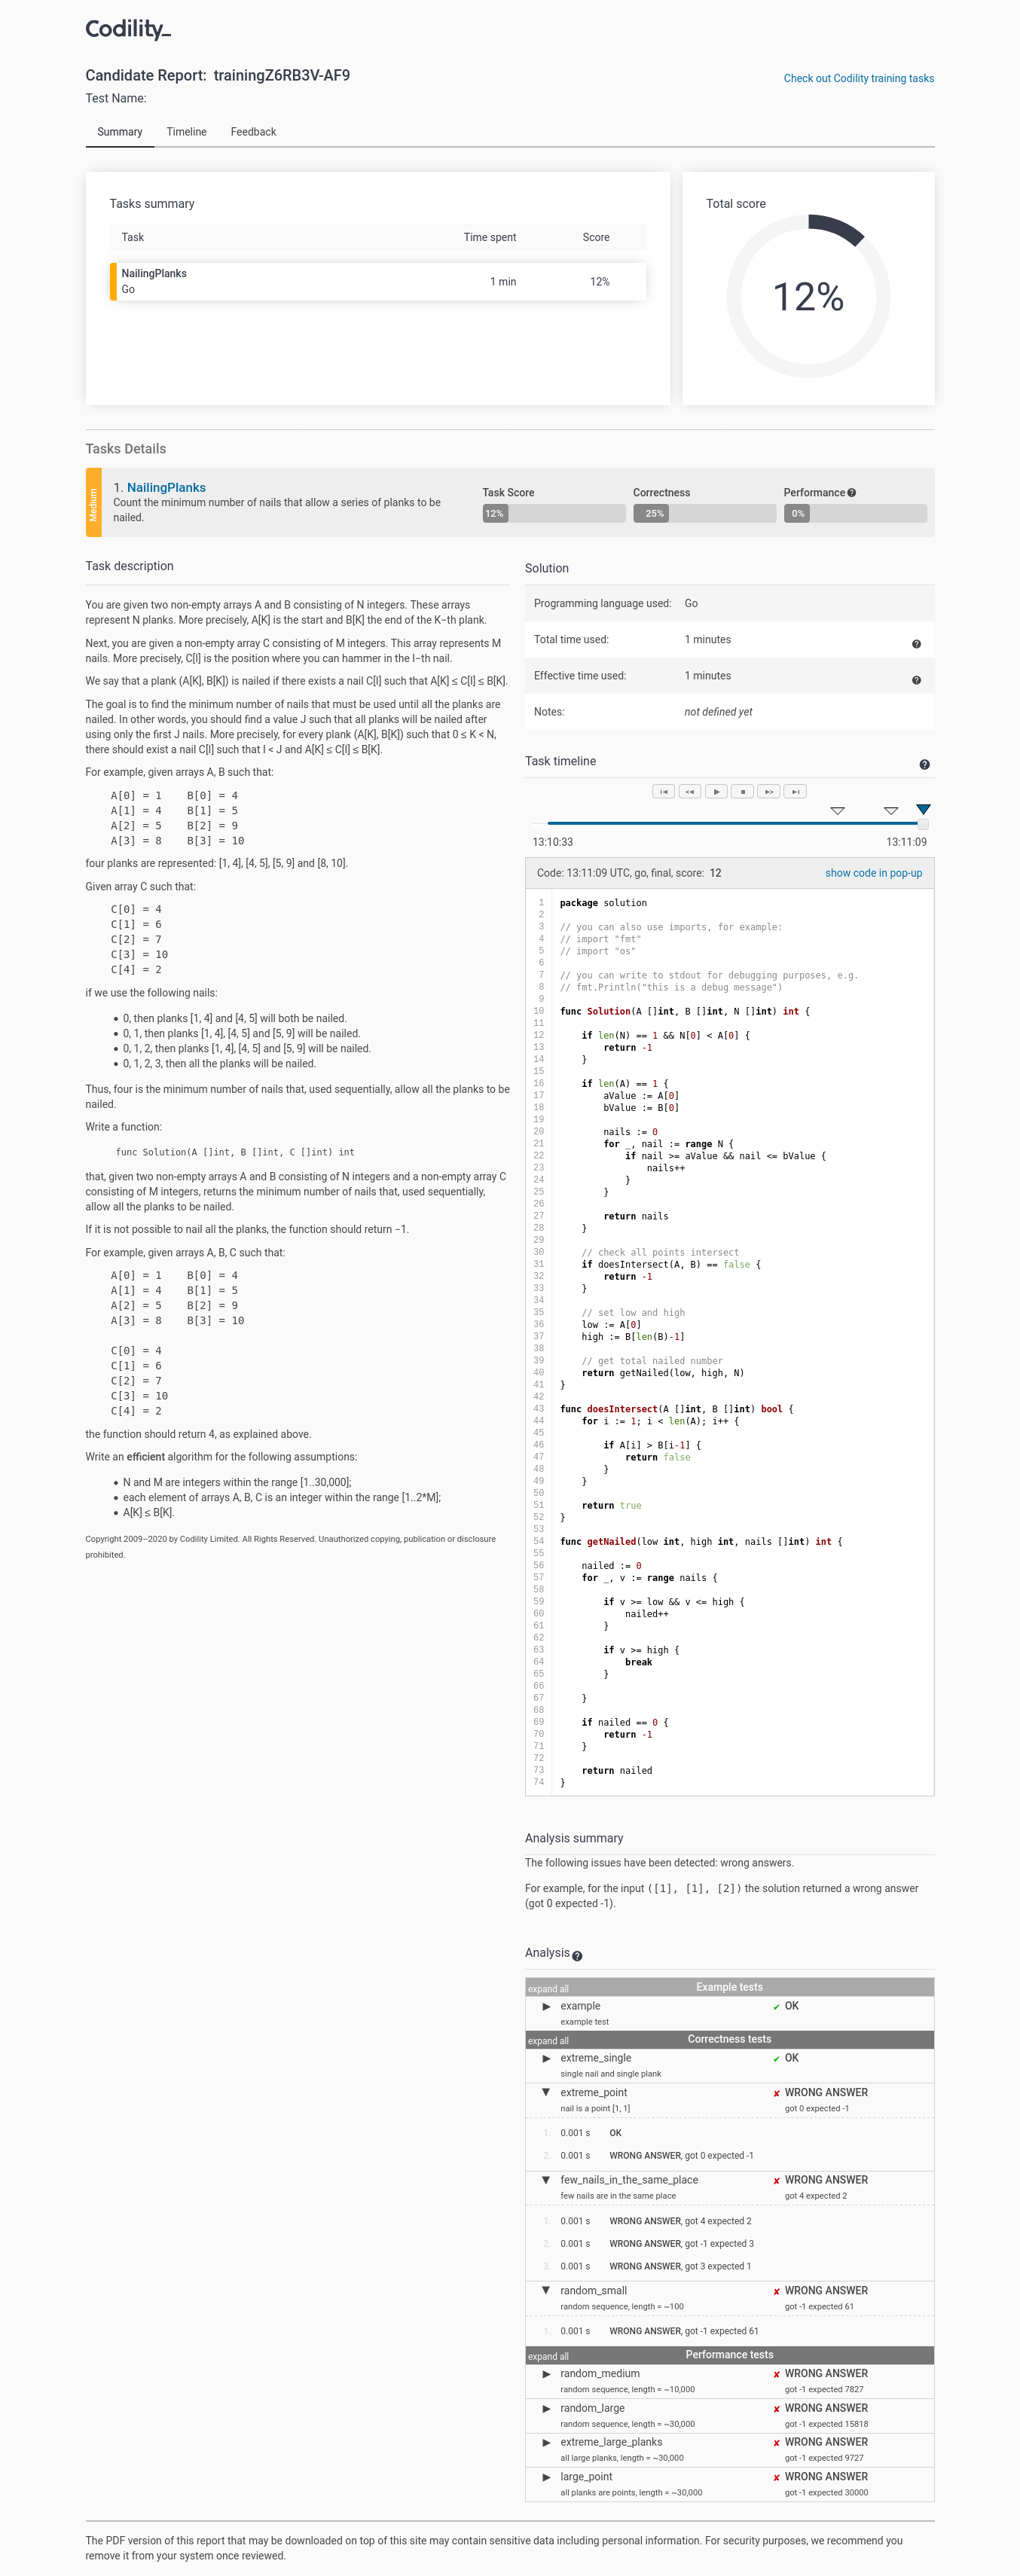 Codility_
Candidate Report: trainingZ6RB3V-AF9
Check out Codility training tasks
Test Name:
Summary Timeline Feedback
Tasks summary
Task Time spent Score
NailingPlanks
Go
1 min 12%
Total score
12%
Tasks Details
Medium
1. NailingPlanks
Count the minimum number of nails that allow a series of planks to be
nailed.
Task Score
12%
Correctness
25%
Performance
0%
Task description
You are given two non-empty arrays A and B consisting of N integers. These arrays
represent N planks. More precisely, A[K] is the start and B[K] the end of the K−th plank.
Next, you are given a non-empty array C consisting of M integers. This array represents M
nails. More precisely, C[I] is the position where you can hammer in the I−th nail.
We say that a plank (A[K], B[K]) is nailed if there exists a nail C[I] such that A[K] ≤ C[I] ≤ B[K].
The goal is to find the minimum number of nails that must be used until all the planks are
nailed. In other words, you should find a value J such that all planks will be nailed after
using only the first J nails. More precisely, for every plank (A[K], B[K]) such that 0 ≤ K < N,
there should exist a nail C[I] such that I < J and A[K] ≤ C[I] ≤ B[K].
For example, given arrays A, B such that:
A[0] = 1    B[0] = 4
A[1] = 4    B[1] = 5
A[2] = 5    B[2] = 9
A[3] = 8    B[3] = 10
four planks are represented: [1, 4], [4, 5], [5, 9] and [8, 10].
Given array C such that:
C[0] = 4
C[1] = 6
C[2] = 7
C[3] = 10
C[4] = 2
if we use the following nails:
• 0, then planks [1, 4] and [4, 5] will both be nailed.
• 0, 1, then planks [1, 4], [4, 5] and [5, 9] will be nailed.
• 0, 1, 2, then planks [1, 4], [4, 5] and [5, 9] will be nailed.
• 0, 1, 2, 3, then all the planks will be nailed.
Thus, four is the minimum number of nails that, used sequentially, allow all the planks to be
nailed.
Write a function:
func Solution(A []int, B []int, C []int) int
that, given two non-empty arrays A and B consisting of N integers and a non-empty array C
consisting of M integers, returns the minimum number of nails that, used sequentially,
allow all the planks to be nailed.
If it is not possible to nail all the planks, the function should return −1.
For example, given arrays A, B, C such that:
A[0] = 1    B[0] = 4
A[1] = 4    B[1] = 5
A[2] = 5    B[2] = 9
A[3] = 8    B[3] = 10
C[0] = 4
C[1] = 6
C[2] = 7
C[3] = 10
C[4] = 2
the function should return 4, as explained above.
Write an efficient algorithm for the following assumptions:
• N and M are integers within the range [1..30,000];
• each element of arrays A, B, C is an integer within the range [1..2*M];
• A[K] ≤ B[K].
Copyright 2009–2020 by Codility Limited. All Rights Reserved. Unauthorized copying, publication or disclosure
prohibited.
Solution
Programming language used: Go
Total time used: 1 minutes
Effective time used: 1 minutes
Notes: not defined yet
Task timeline
13:10:33 13:11:09
Code: 13:11:09 UTC, go, final, score: 12
show code in pop-up
1 package solution
2
3 // you can also use imports, for example:
4 // import "fmt"
5 // import "os"
6
7 // you can write to stdout for debugging purposes, e.g.
8 // fmt.Println("this is a debug message")
9
10 func Solution(A []int, B []int, N []int) int {
11
12     if len(N) == 1 && N[0] < A[0] {
13         return -1
14     }
15
16     if len(A) == 1 {
17         aValue := A[0]
18         bValue := B[0]
19
20         nails := 0
21         for _, nail := range N {
22             if nail >= aValue && nail <= bValue {
23                 nails++
24             }
25         }
26
27         return nails
28     }
29
30     // check all points intersect
31     if doesIntersect(A, B) == false {
32         return -1
33     }
34
35     // set low and high
36     low := A[0]
37     high := B[len(B)-1]
38
39     // get total nailed number
40     return getNailed(low, high, N)
41 }
42
43 func doesIntersect(A []int, B []int) bool {
44     for i := 1; i < len(A); i++ {
45
46         if A[i] > B[i-1] {
47             return false
48         }
49     }
50
51     return true
52 }
53
54 func getNailed(low int, high int, nails []int) int {
55
56     nailed := 0
57     for _, v := range nails {
58
59         if v >= low && v <= high {
60             nailed++
61         }
62
63         if v >= high {
64             break
65         }
66
67     }
68
69     if nailed == 0 {
70         return -1
71     }
72
73     return nailed
74 }
Analysis summary
The following issues have been detected: wrong answers.
For example, for the input ([1], [1], [2]) the solution returned a wrong answer
(got 0 expected -1).
Analysis
expand all Example tests
example ✔ OK
example test
expand all Correctness tests
extreme_single ✔ OK
single nail and single plank
extreme_point ✘ WRONG ANSWER
nail is a point [1, 1] got 0 expected -1
1. 0.001 s OK
2. 0.001 s WRONG ANSWER, got 0 expected -1
few_nails_in_the_same_place ✘ WRONG ANSWER
few nails are in the same place got 4 expected 2
1. 0.001 s WRONG ANSWER, got 4 expected 2
2. 0.001 s WRONG ANSWER, got -1 expected 3
3. 0.001 s WRONG ANSWER, got 3 expected 1
random_small ✘ WRONG ANSWER
random sequence, length = ~100 got -1 expected 61
1. 0.001 s WRONG ANSWER, got -1 expected 61
expand all Performance tests
random_medium ✘ WRONG ANSWER
random sequence, length = ~10,000 got -1 expected 7827
random_large ✘ WRONG ANSWER
random sequence, length = ~30,000 got -1 expected 15818
extreme_large_planks ✘ WRONG ANSWER
all large planks, length = ~30,000 got -1 expected 9727
large_point ✘ WRONG ANSWER
all planks are points, length = ~30,000 got -1 expected 30000
The PDF version of this report that may be downloaded on top of this site may contain sensitive data including personal information. For security purposes, we recommend you
remove it from your system once reviewed.